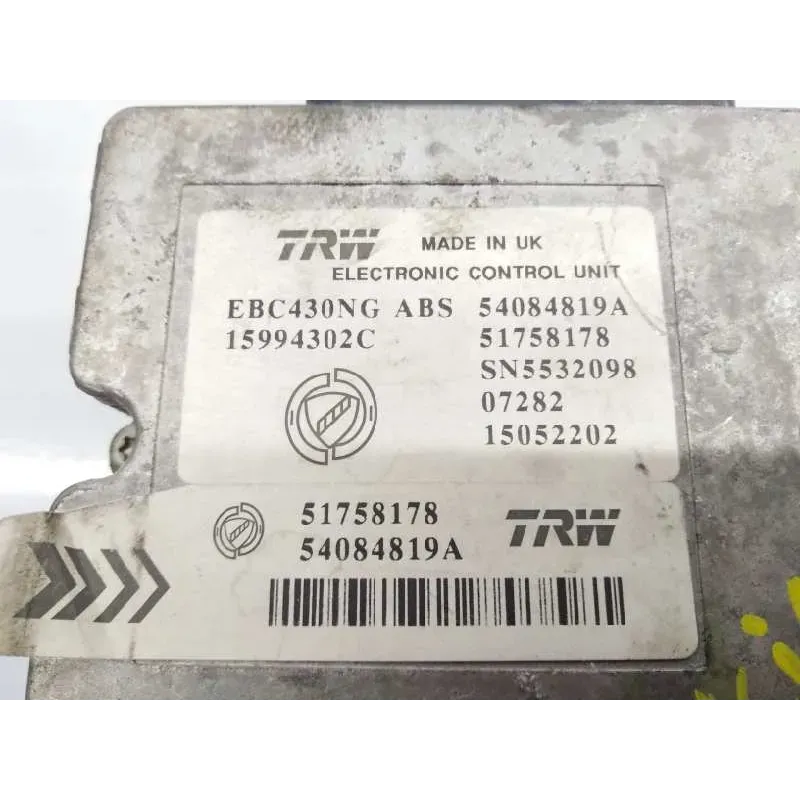 TRW MADE IN UK
ELECTRONIC CONTROL UNIT
EBC430NG ABS 54084819A
15994302C 51758178
SN5532098
07282
15052202
51758178 TRW
54084819A